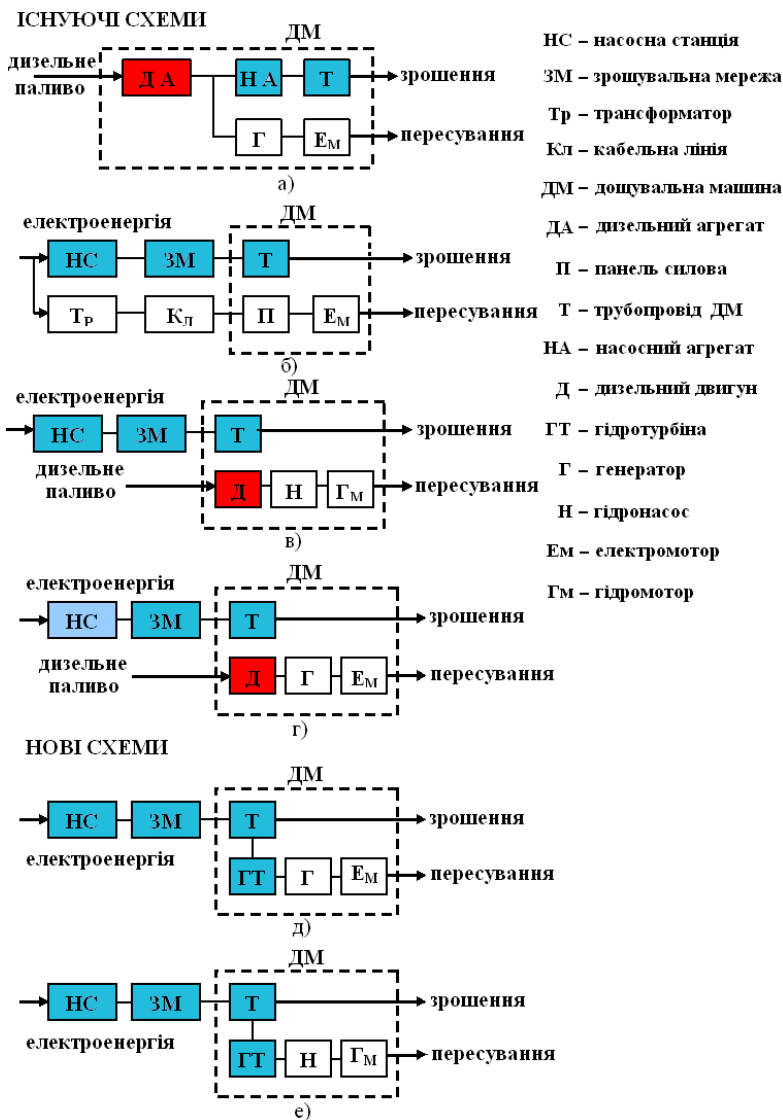 ІСНУЮЧІ СХЕМИ
ДМ
дизельне
паливо
ДА НА Т зрошення
Г Ем пересування
а)
ДМ
електроенергія
НС ЗМ Т зрошення
Тр Кл П Ем пересування
б)
ДМ
електроенергія
НС ЗМ Т зрошення
дизельне
паливо
Д Н Гм пересування
в)
ДМ
електроенергія
НС ЗМ Т зрошення
дизельне
паливо
Д Г Ем пересування
г)
НОВІ СХЕМИ
ДМ
НС ЗМ Т зрошення
електроенергія
ГТ Г Ем пересування
д)
ДМ
НС ЗМ Т зрошення
електроенергія
ГТ Н Гм пересування
е)
НС – насосна станція
ЗМ – зрошувальна мережа
Тр – трансформатор
Кл – кабельна лінія
ДМ – дощувальна машина
ДА – дизельний агрегат
П – панель силова
Т – трубопровід ДМ
НА – насосний агрегат
Д – дизельний двигун
ГТ – гідротурбіна
Г – генератор
Н – гідронасос
Ем – електромотор
Гм – гідромотор